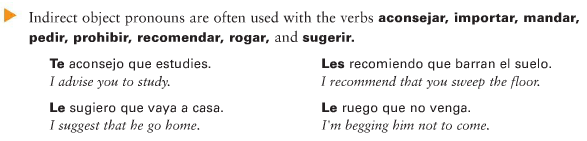 Indirect object pronouns are often used with the verbs aconsejar, importar, mandar,
pedir, prohibir, recomendar, rogar, and sugerir.
Te aconsejo que estudies.
I advise you to study.
Les recomiendo que barran el suelo.
I recommend that you sweep the floor.
Le sugiero que vaya a casa.
I suggest that he go home.
Le ruego que no venga.
I'm begging him not to come.